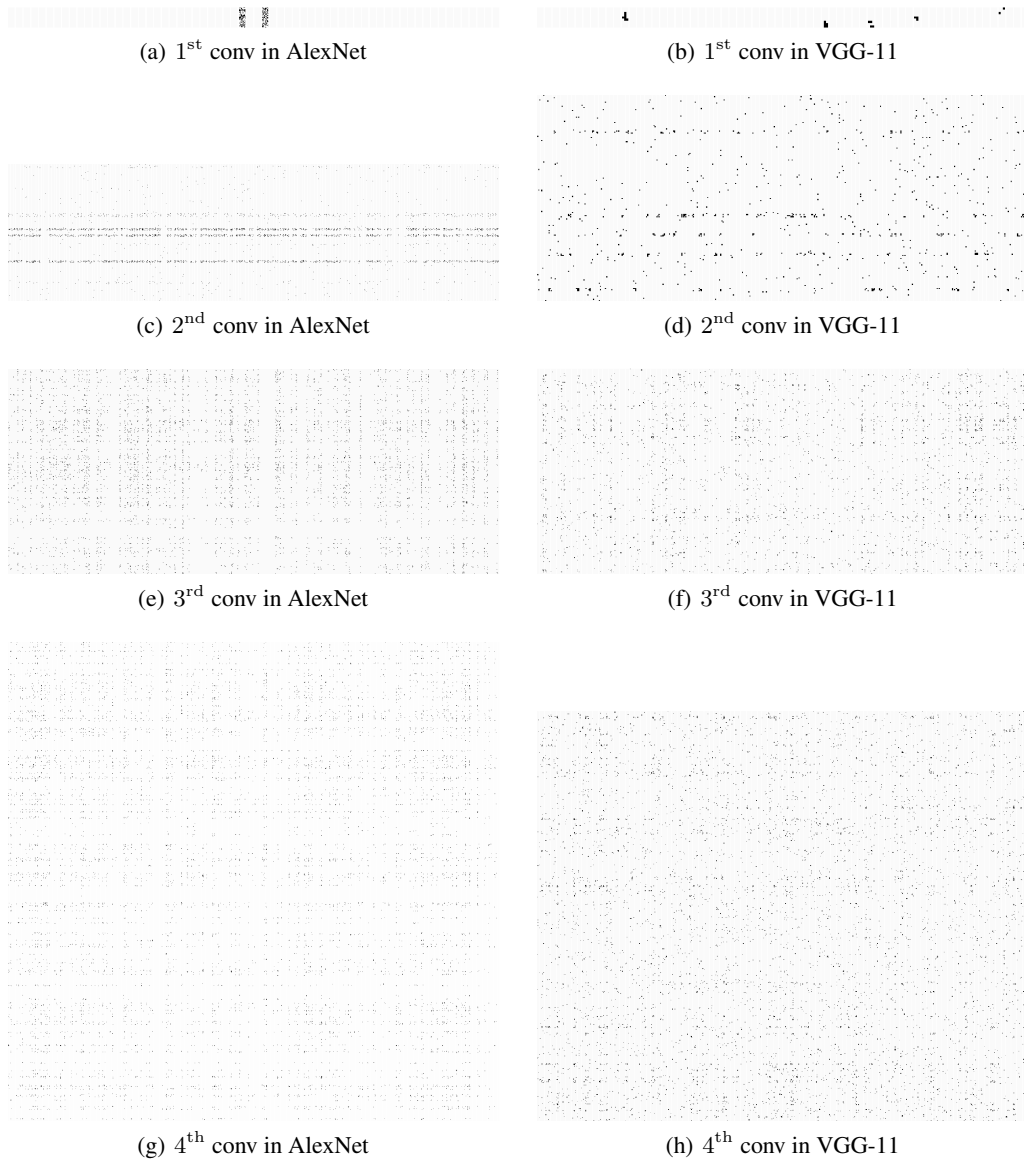 (a) 1st conv in AlexNet
(b) 1st conv in VGG-11
(c) 2nd conv in AlexNet
(d) 2nd conv in VGG-11
(e) 3rd conv in AlexNet
(f) 3rd conv in VGG-11
(g) 4th conv in AlexNet
(h) 4th conv in VGG-11